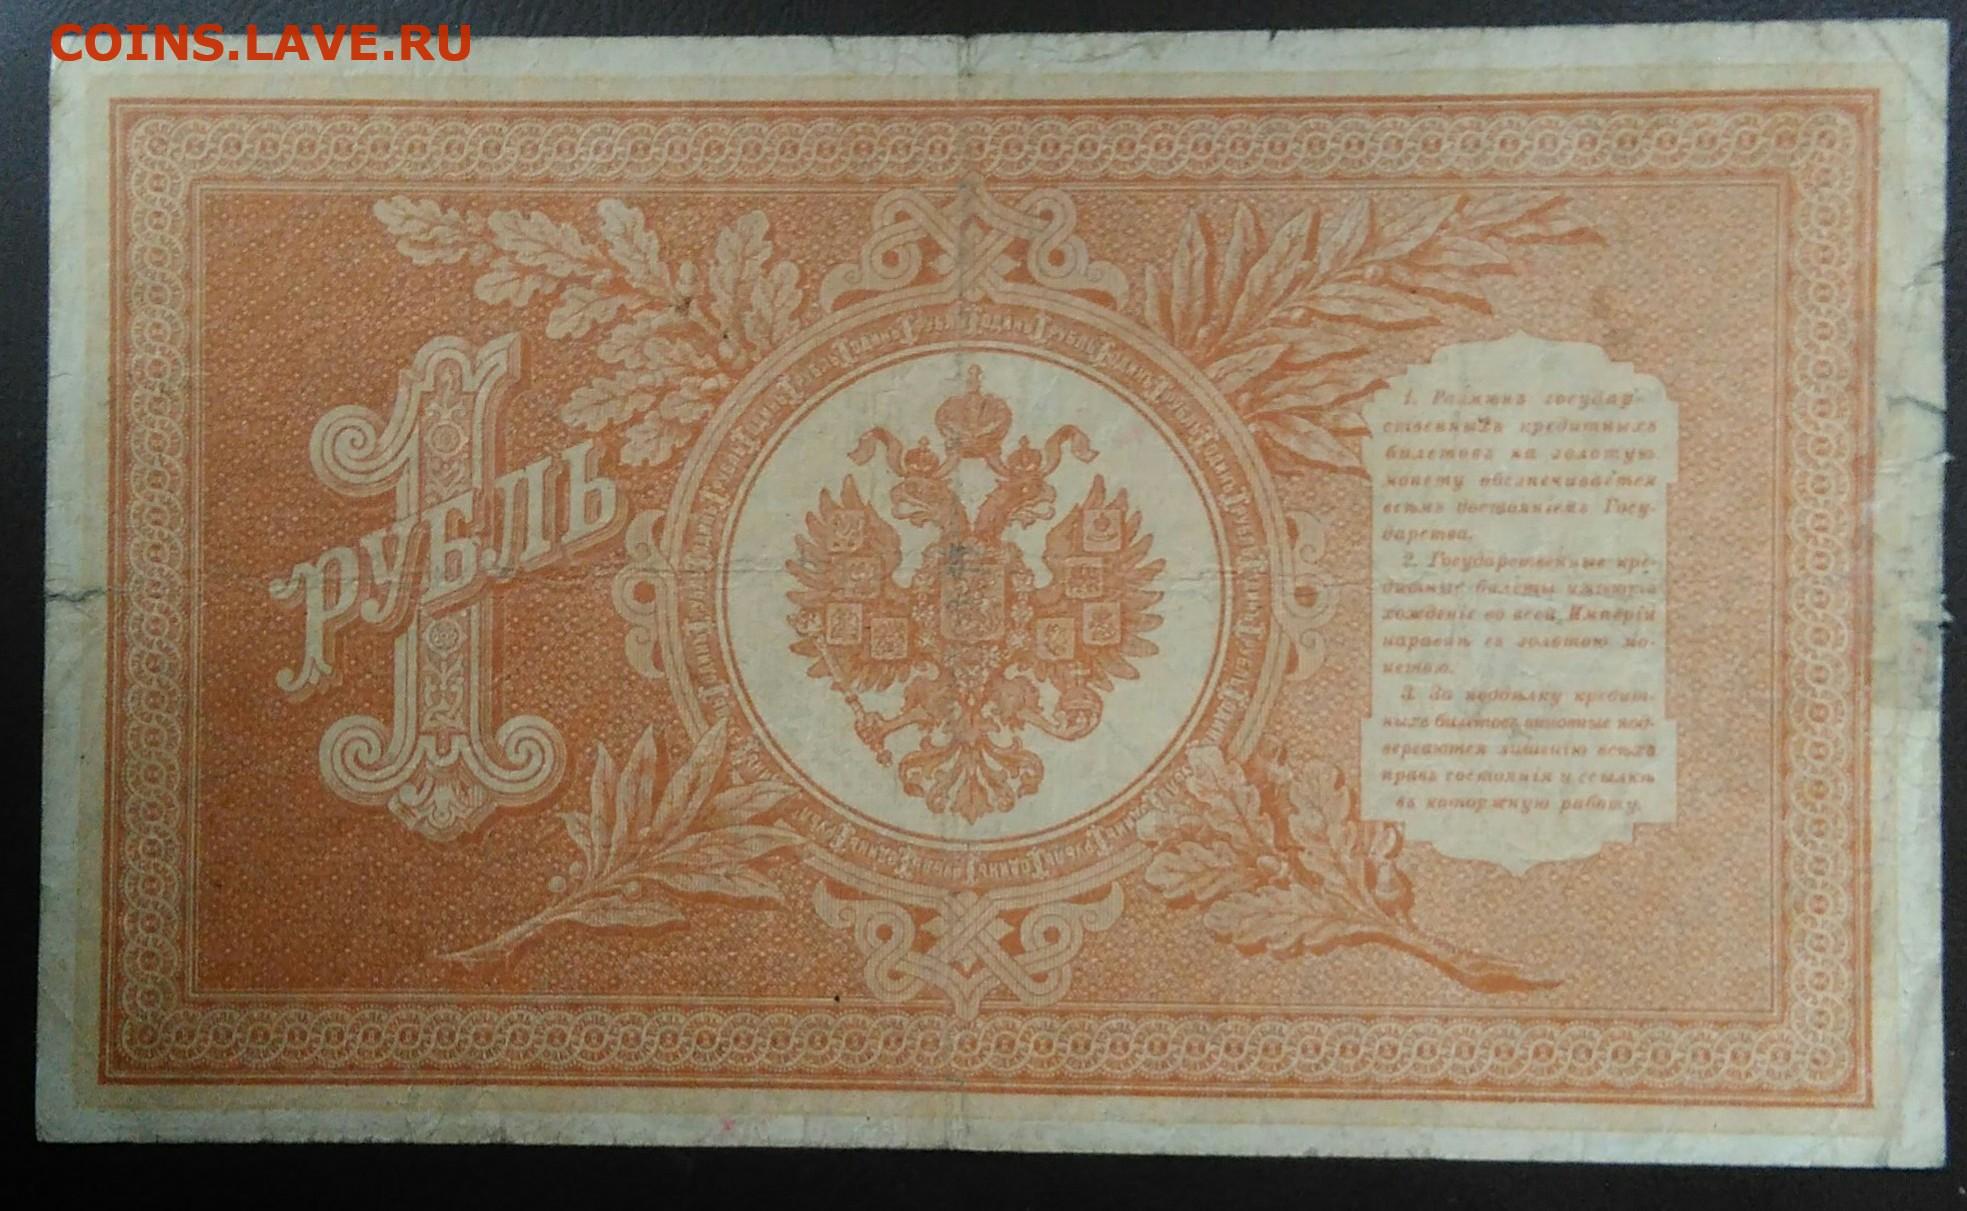 COINS.LAVE.RU
1
РУБЛЬ
1. Размѣнъ государ-
ственныхъ кредитныхъ
билетовъ на золотую
монету обезпечивается
всѣмъ достояніемъ Госу-
дарства.
2. Государственные кре-
дитные билеты имѣютъ
хожденіе во всей Имперіи
наравнѣ съ золотою мо-
нетою.
3. За поддѣлку кредит-
ныхъ билетовъ виновные под-
вергаются лишенію всѣхъ
правъ состоянія и ссылкѣ
въ каторжную работу.